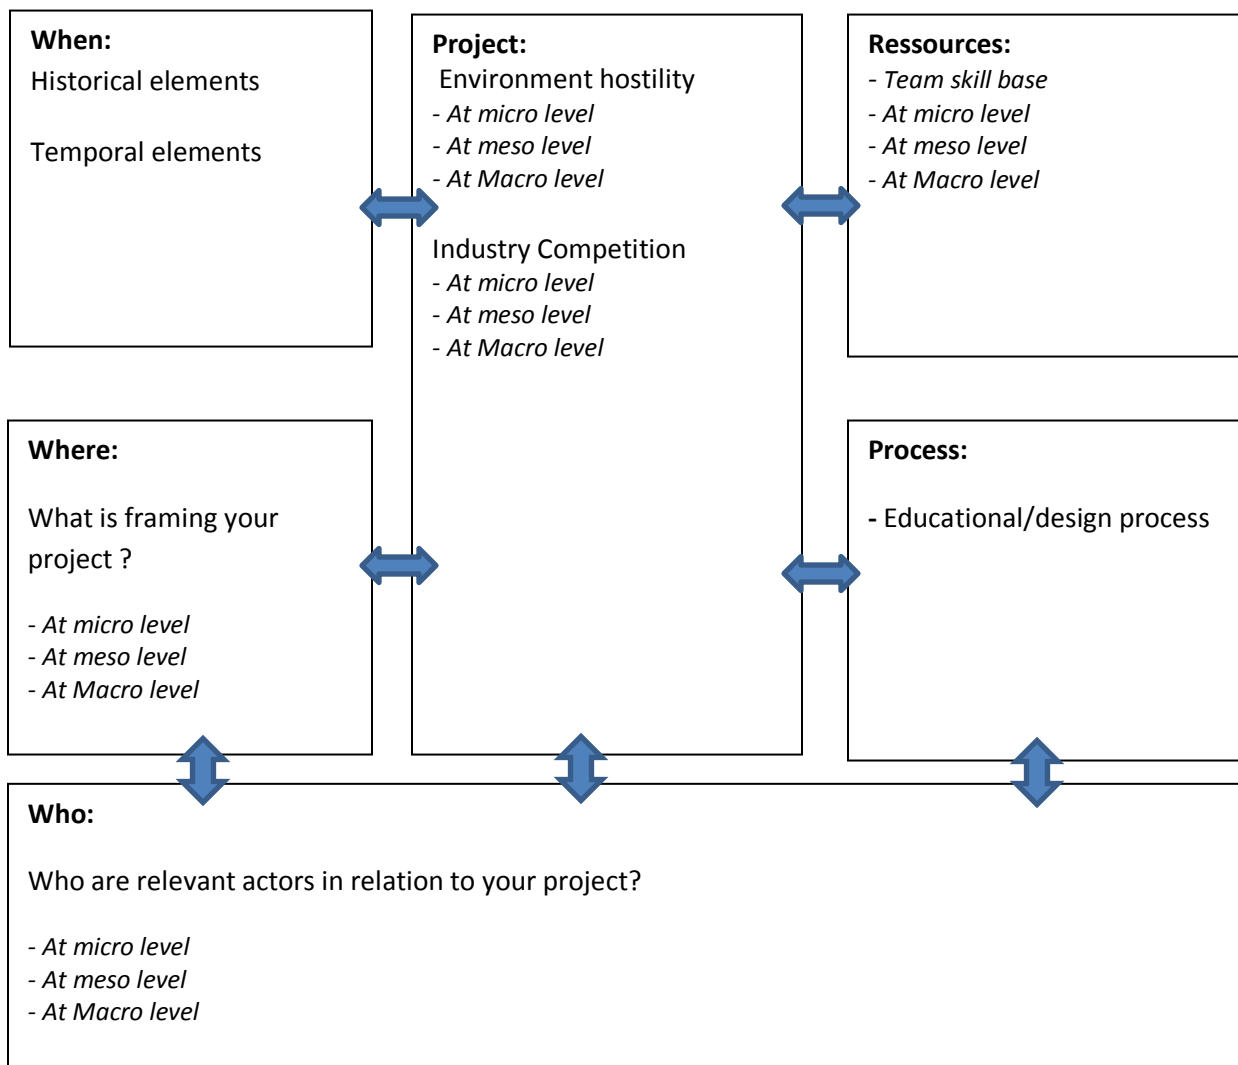 When:
Historical elements
Temporal elements
Project:
Environment hostility
- At micro level
- At meso level
- At Macro level
Industry Competition
- At micro level
- At meso level
- At Macro level
Ressources:
- Team skill base
- At micro level
- At meso level
- At Macro level
Where:
What is framing your
project ?
- At micro level
- At meso level
- At Macro level
Process:
- Educational/design process
Who:
Who are relevant actors in relation to your project?
- At micro level
- At meso level
- At Macro level